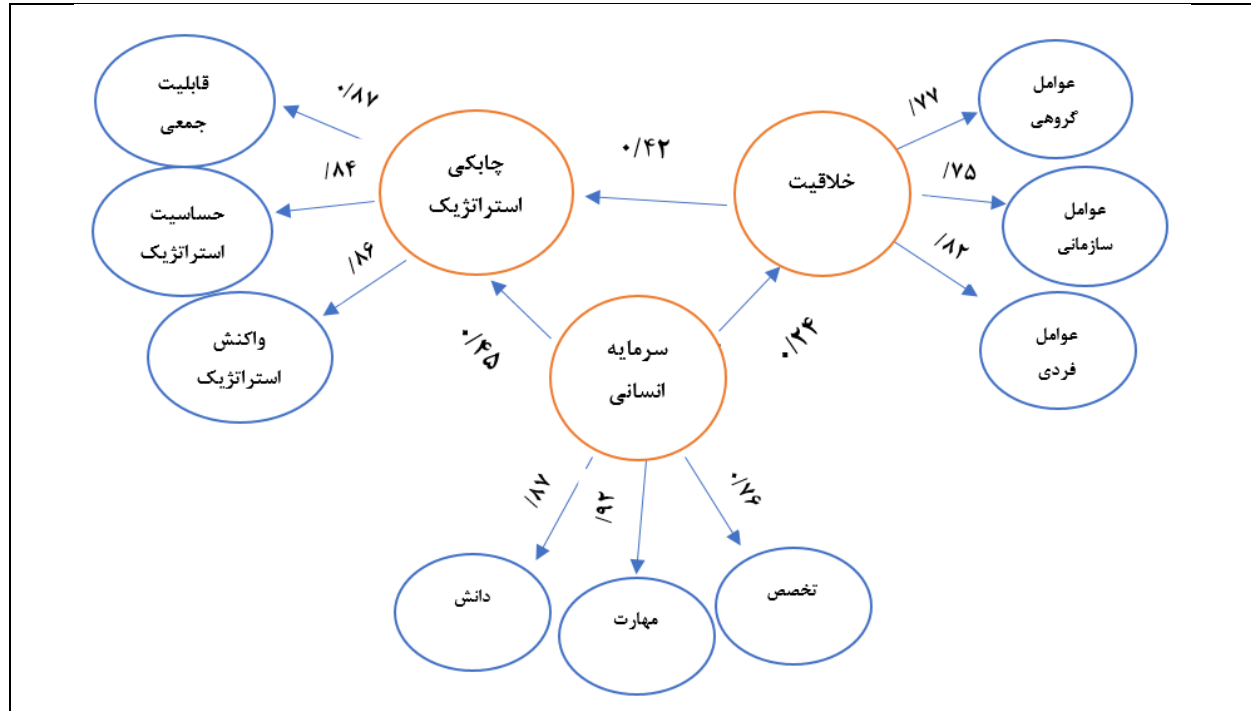 عوامل
گروهی
/۷۷
عوامل
سازمانی
/۷۵
عوامل
فردی
/۸۲
خلاقیت
۰/۴۲
چابکی
استراتژیک
۰/۸۷
قابلیت
جمعی
/۸۴
حساسیت
استراتژیک
/۸۶
واکنش
استراتژیک
۰/۲۴
۰/۴۵
سرمایه
انسانی
۰/۷۶
تخصص
/۹۲
مهارت
/۸۷
دانش